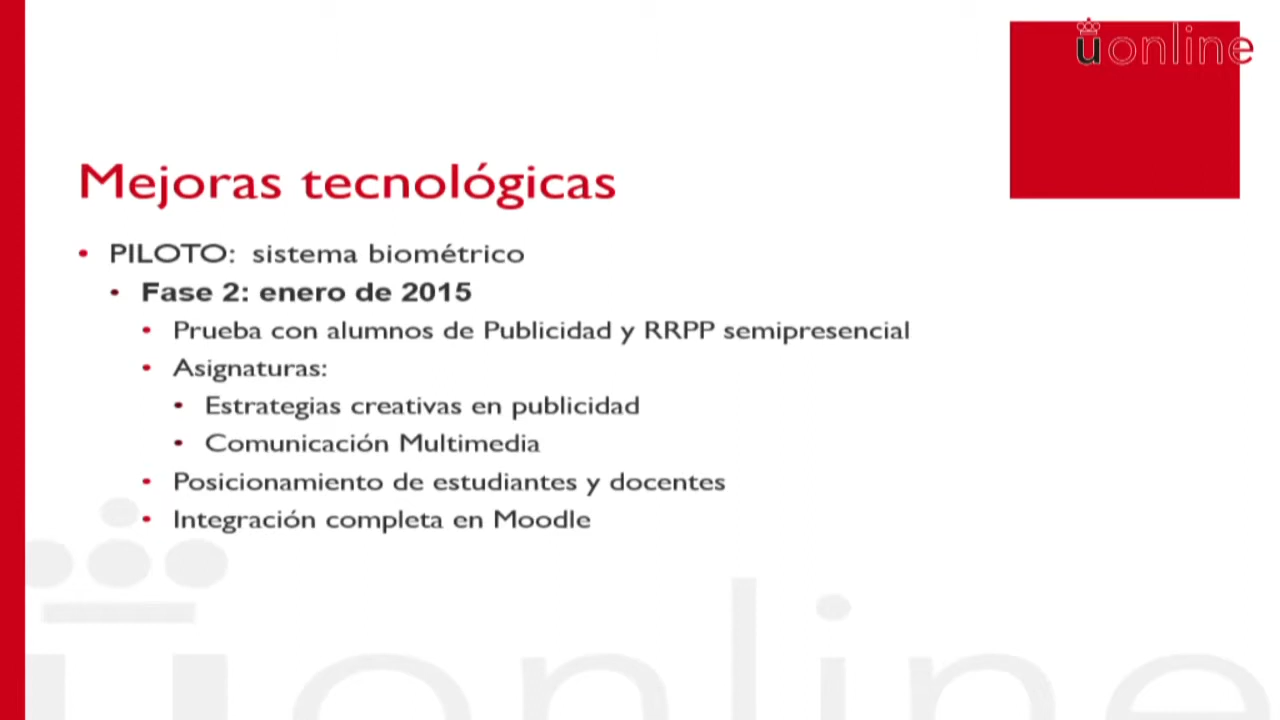 uonline
Mejoras tecnológicas
• PILOTO: sistema biométrico
• Fase 2: enero de 2015
• Prueba con alumnos de Publicidad y RRPP semipresencial
• Asignaturas:
• Estrategias creativas en publicidad
• Comunicación Multimedia
• Posicionamiento de estudiantes y docentes
• Integración completa en Moodle
uonline